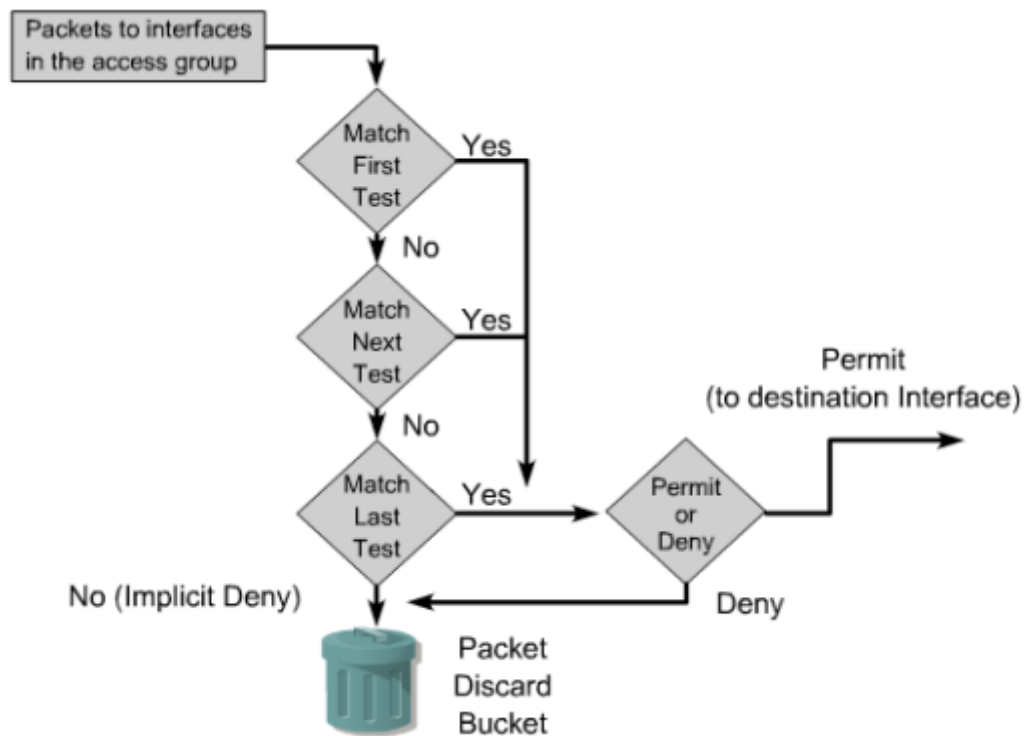 Packets to interfaces
in the access group
Match
First
Test
Yes
No
Match
Next
Test
Yes
No
Match
Last
Test
Yes
Permit
or
Deny
Permit
(to destination Interface)
No (Implicit Deny)
Deny
Packet
Discard
Bucket